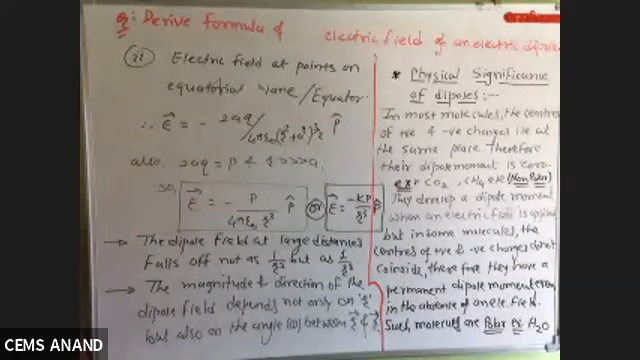 Q: Derive formula of electric field of an electric dipole
(ii) Electric field at points on
equatorial plane/Equator.
∴ E⃗ = - 2aq/4πε₀(r²+a²)^3/2 P̂
also, 2aq = P & r >>>a,
so, E⃗ = - P/4πε₀ r³ P̂ or E⃗ = -KP/r³ P̂
→ The dipole field at large distances
Falls off not as 1/r² but as 1/r³
→ The magnitude & direction of the
dipole field depends not only on 'r'
but also on the angle (θ) between r⃗ & P⃗
* Physical Significance
of dipoles :-
In most molecules, the centres
of +ve & -ve charges lie at
the same place. Therefore
their dipole moment is zero.
ex: CO₂, CH₄ etc (Non Polar)
They develop a dipole moment
when an electric field is applied
but in some molecules, the
centres of +ve & -ve charges do not
coincide, therefore they have a
permanent dipole moment even
in the absence of an ele. field.
Such molecules are Polar ex. H₂O
CEMS ANAND